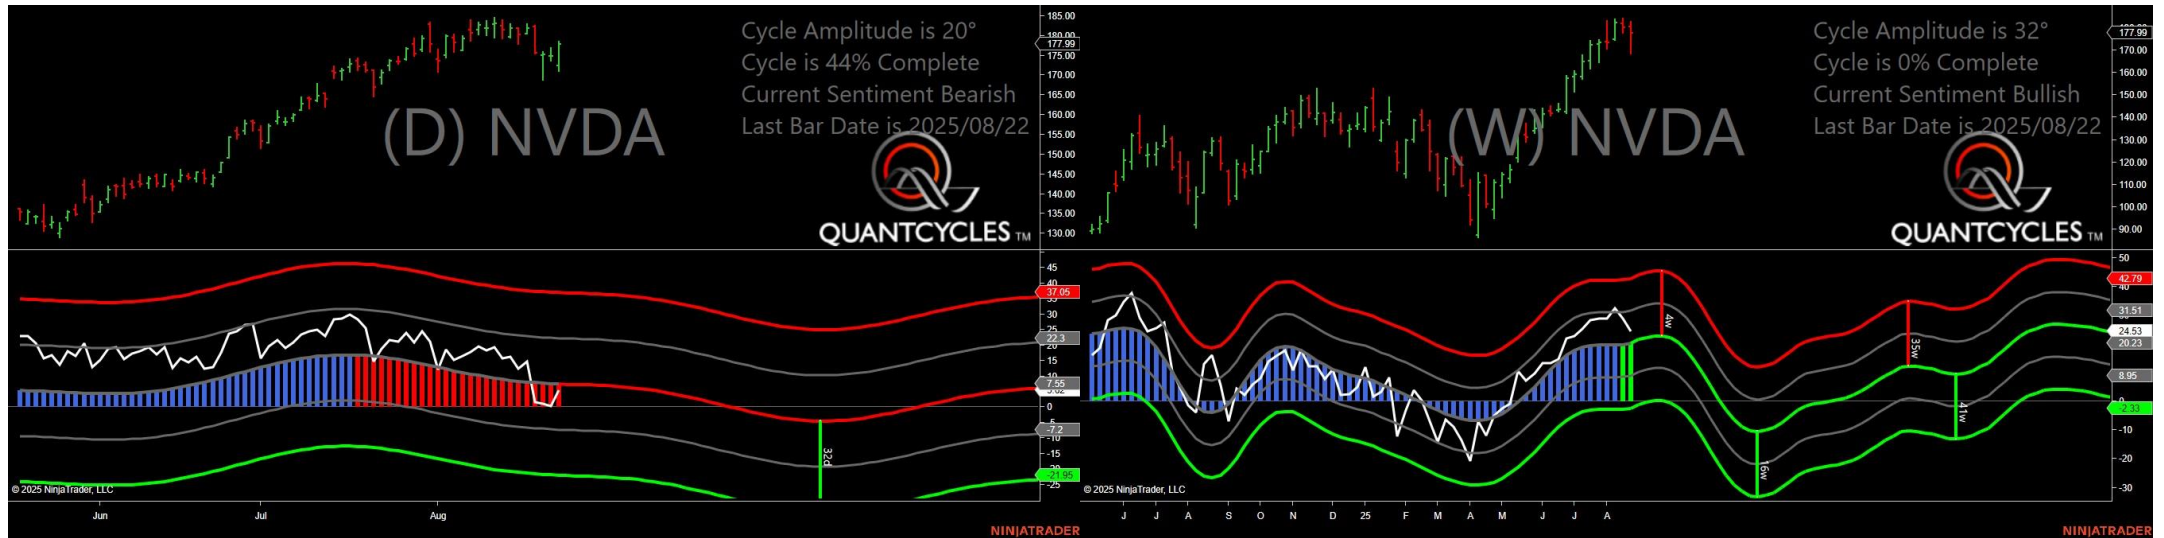 Cycle Amplitude is 20°
Cycle is 44% Complete
Current Sentiment Bearish
Last Bar Date is 2025/08/22
(D) NVDA
QUANTCYCLES TM
185.00
180.00
177.99
175.00
170.00
165.00
160.00
155.00
150.00
145.00
140.00
135.00
130.00
45
37.05
35
30
22.3
20
15
10
7.55
0
-5
-7.2
-10
-15
-20
-21.95
-25
32d
© 2025 NinjaTrader, LLC
Jun Jul Aug
NINJATRADER
Cycle Amplitude is 32°
Cycle is 0% Complete
Current Sentiment Bullish
Last Bar Date is 2025/08/22
(W) NVDA
QUANTCYCLES TM
180.00
177.99
170.00
160.00
150.00
140.00
130.00
120.00
110.00
100.00
90.00
50
42.79
40
31.51
24.53
20.23
8.95
0
-2.33
-10
-20
-30
4w
16w
35w
41w
© 2025 NinjaTrader, LLC
J J A S O N D 25 F M A M J J A
NINJATRADER